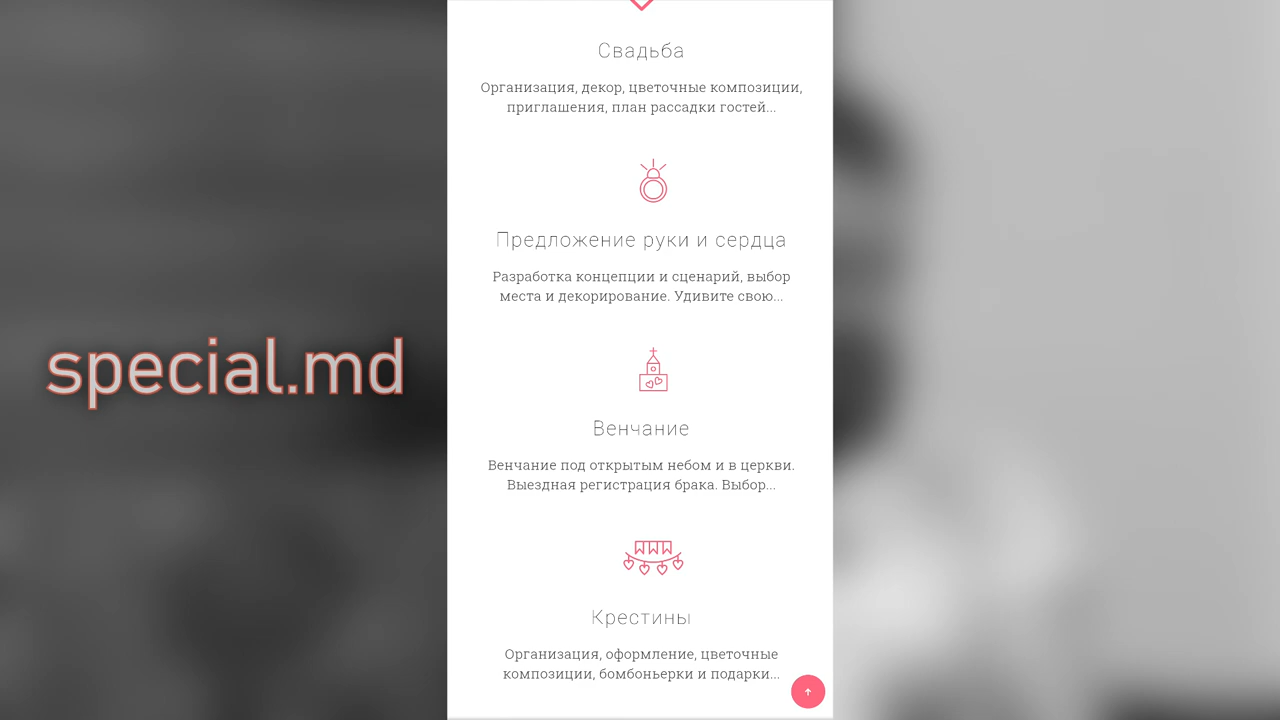 special.md
Свадьба
Организация, декор, цветочные композиции,
приглашения, план рассадки гостей...
Предложение руки и сердца
Разработка концепции и сценарий, выбор
места и декорирование. Удивите свою...
Венчание
Венчание под открытым небом и в церкви.
Выездная регистрация брака. Выбор...
Крестины
Организация, оформление, цветочные
композиции, бомбоньерки и подарки...